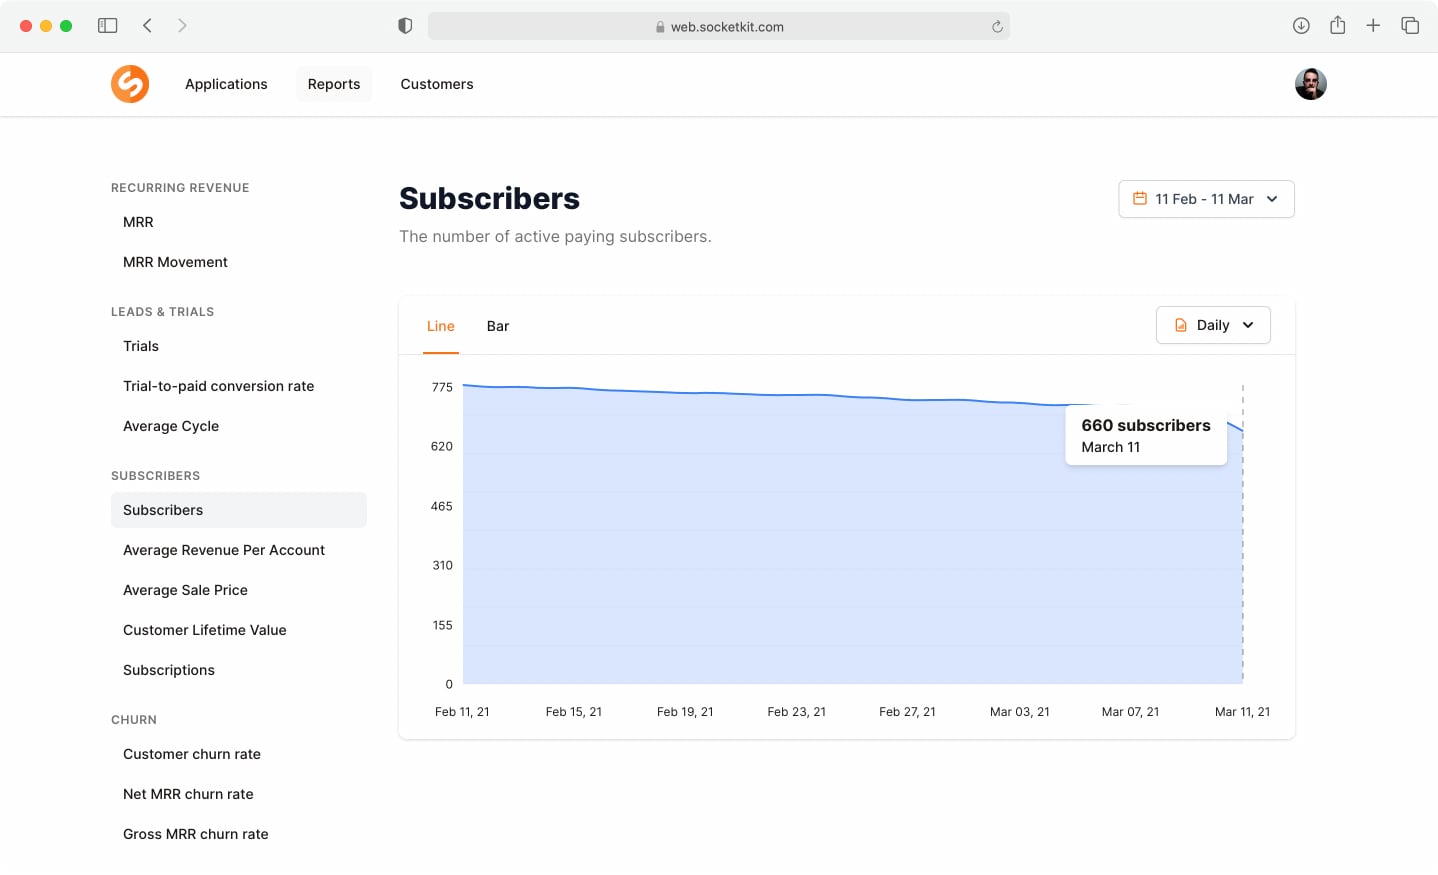 web.socketkit.com
Applications
Reports
Customers
RECURRING REVENUE
MRR
MRR Movement
LEADS & TRIALS
Trials
Trial-to-paid conversion rate
Average Cycle
SUBSCRIBERS
Subscribers
Average Revenue Per Account
Average Sale Price
Customer Lifetime Value
Subscriptions
CHURN
Customer churn rate
Net MRR churn rate
Gross MRR churn rate
Subscribers
The number of active paying subscribers.
11 Feb - 11 Mar
Line
Bar
Daily
775
620
465
310
155
0
660 subscribers
March 11
Feb 11, 21
Feb 15, 21
Feb 19, 21
Feb 23, 21
Feb 27, 21
Mar 03, 21
Mar 07, 21
Mar 11, 21